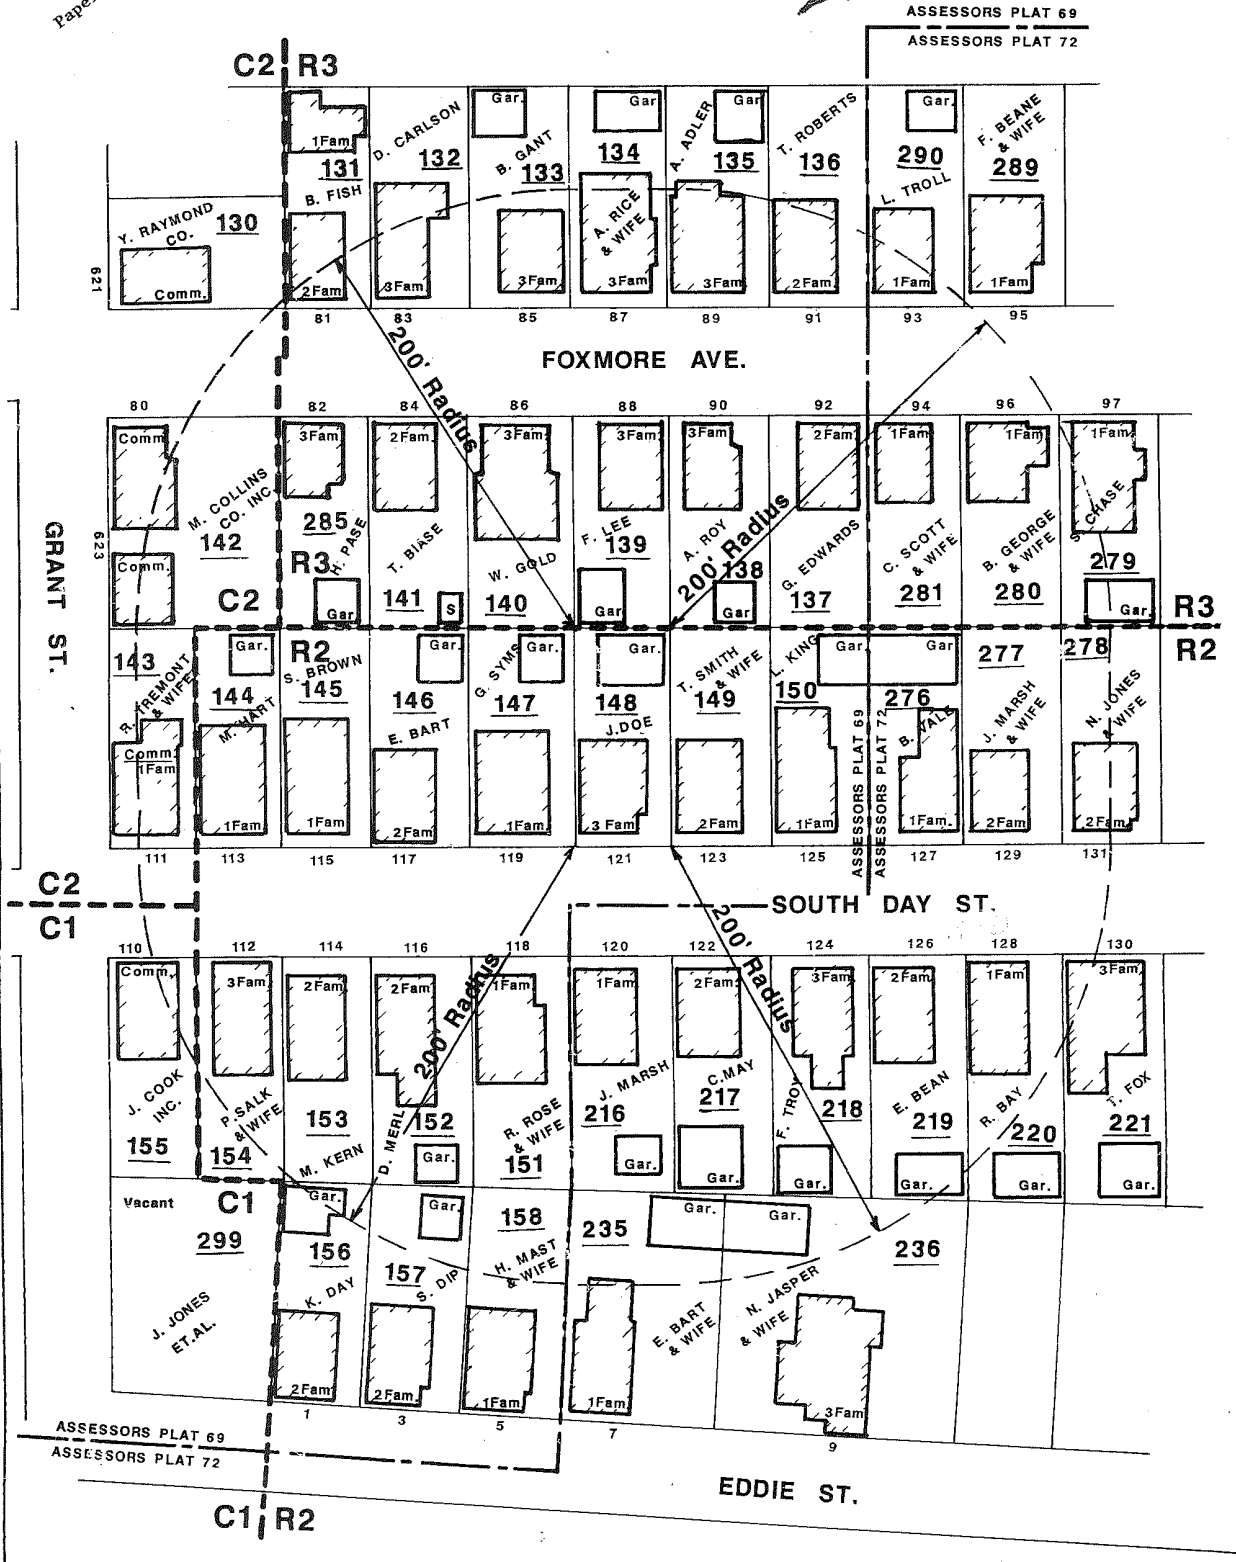 Pape
ASSESSORS PLAT 69
ASSESSORS PLAT 72
C2 R3
Gar.
Gar
Gar
Gar.
1Fam
131
B. FISH
D. CARLSON
132
B. GANT
133
134
A. RICE
& WIFE
A. ADLER
135
T. ROBERTS
136
290
L. TROLL
F. BEANE
& WIFE
289
Y. RAYMOND
CO.
130
621
Comm.
2Fam
3Fam
3Fam
3Fam
3Fam
2Fam
1Fam
1Fam
81
83
85
87
89
91
93
95
200' Radius
FOXMORE AVE.
80
82
84
86
88
90
92
94
96
97
Comm
3Fam
2Fam.
3Fam
3Fam
3Fam
2Fam
1Fam
1Fam
1Fam
M. COLLINS
CO. INC.
142
285
H. PASE
T. BIASE
141
W. GOLD
140
F. LEE
139
A. ROY
138
200' Radius
G. EDWARDS
137
C. SCOTT
& WIFE
281
B. GEORGE
& WIFE
280
S. CHASE
279
GRANT ST.
623
Comm.
R3
C2
Gar
S
Gar
Gar
Gar.
R3
R2
R2
143
R. TREMONT
& WIFE
Gar.
144
M. HART
S. BROWN
145
Gar.
146
E. BART
G. SYMS
Gar.
147
Gar
148
J.DOE
T. SMITH
& WIFE
149
L. KING
150
Gar.
Gar
276
B. VALE
277
J. MARSH
& WIFE
278
N. JONES
& WIFE
ASSESSORS PLAT 69
ASSESSORS PLAT 72
Comm.
1Fam
1Fam
1Fam
2Fam
1Fam
3 Fam
2Fam
1Fam
1Fam.
2Fam
2Fam
111
113
115
117
119
121
123
125
127
129
131
C2
C1
SOUTH DAY ST.
110
112
114
116
118
120
122
124
126
128
130
Comm.
3Fam
2Fam
2Fam
1Fam
1Fam
2Fam
3Fam
2Fam
1Fam
3Fam
200' Radius
200' Radius
J. COOK
INC.
155
P. SALK
& WIFE
154
153
M. KERN
D. MERL
152
Gar.
R. ROSE
& WIFE
151
J. MARSH
216
Gar.
C.MAY
217
Gar.
F. TROY
218
Gar.
E. BEAN
219
Gar.
R. BAY
220
Gar.
T. FOX
221
Gar.
Vacant
C1
299
J. JONES
ET.AL.
Gar.
156
K. DAY
Gar.
157
S. DIP
158
H. MAST
& WIFE
235
Gar.
Gar.
E. BART
& WIFE
N. JASPER
& WIFE
236
2Fam
2Fam.
1Fam
1Fam
3Fam
1
3
5
7
9
ASSESSORS PLAT 69
ASSESSORS PLAT 72
EDDIE ST.
C1 R2